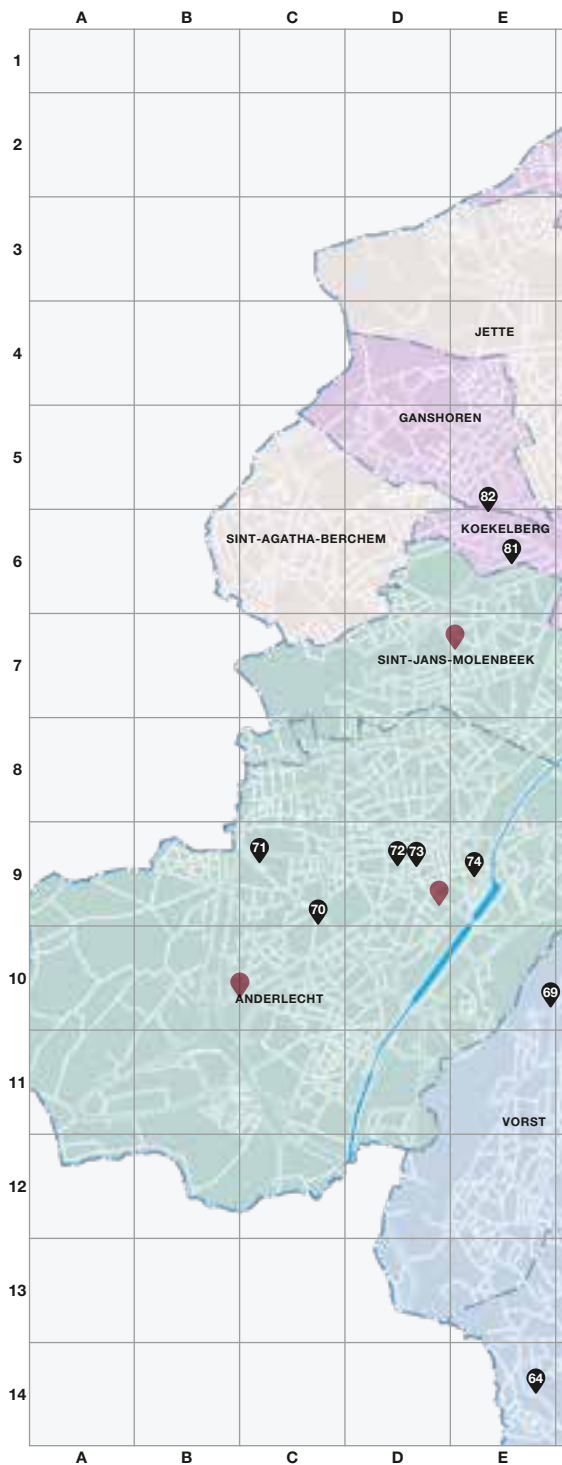 A B C D E
1
2
3
JETTE
4
GANSHOREN
5
82
KOEKELBERG
SINT-AGATHA-BERCHEM
81
6
SINT-JANS-MOLENBEEK
7
8
71 72 73
74
9
70
69
10
ANDERLECHT
11
VORST
12
13
64
14
A B C D E